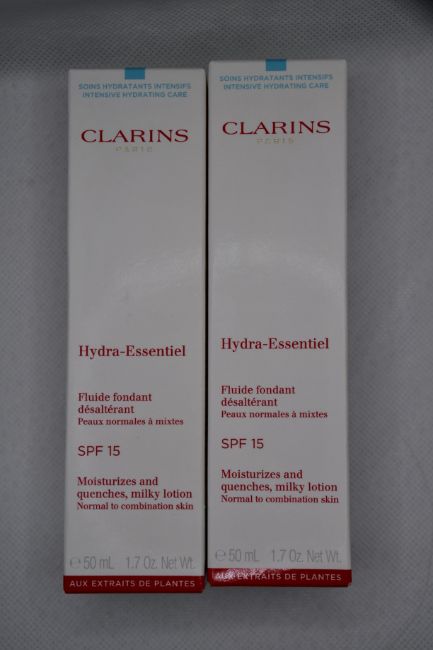 SOINS HYDRATANTS INTENSIFS
INTENSIVE HYDRATING CARE
CLARINS
PARIS
Hydra-Essentiel
Fluide fondant
désaltérant
Peaux normales à mixtes
SPF 15
Moisturizes and
quenches, milky lotion
Normal to combination skin
℮ 50 mL 1.7 Oz. Net Wt.
AUX EXTRAITS DE PLANTES
SOINS HYDRATANTS INTENSIFS
INTENSIVE HYDRATING CARE
CLARINS
PARIS
Hydra-Essentiel
Fluide fondant
désaltérant
Peaux normales à mixtes
SPF 15
Moisturizes and
quenches, milky lotion
Normal to combination skin
℮ 50 mL 1.7 Oz. Net Wt.
AUX EXTRAITS DE PLANTES